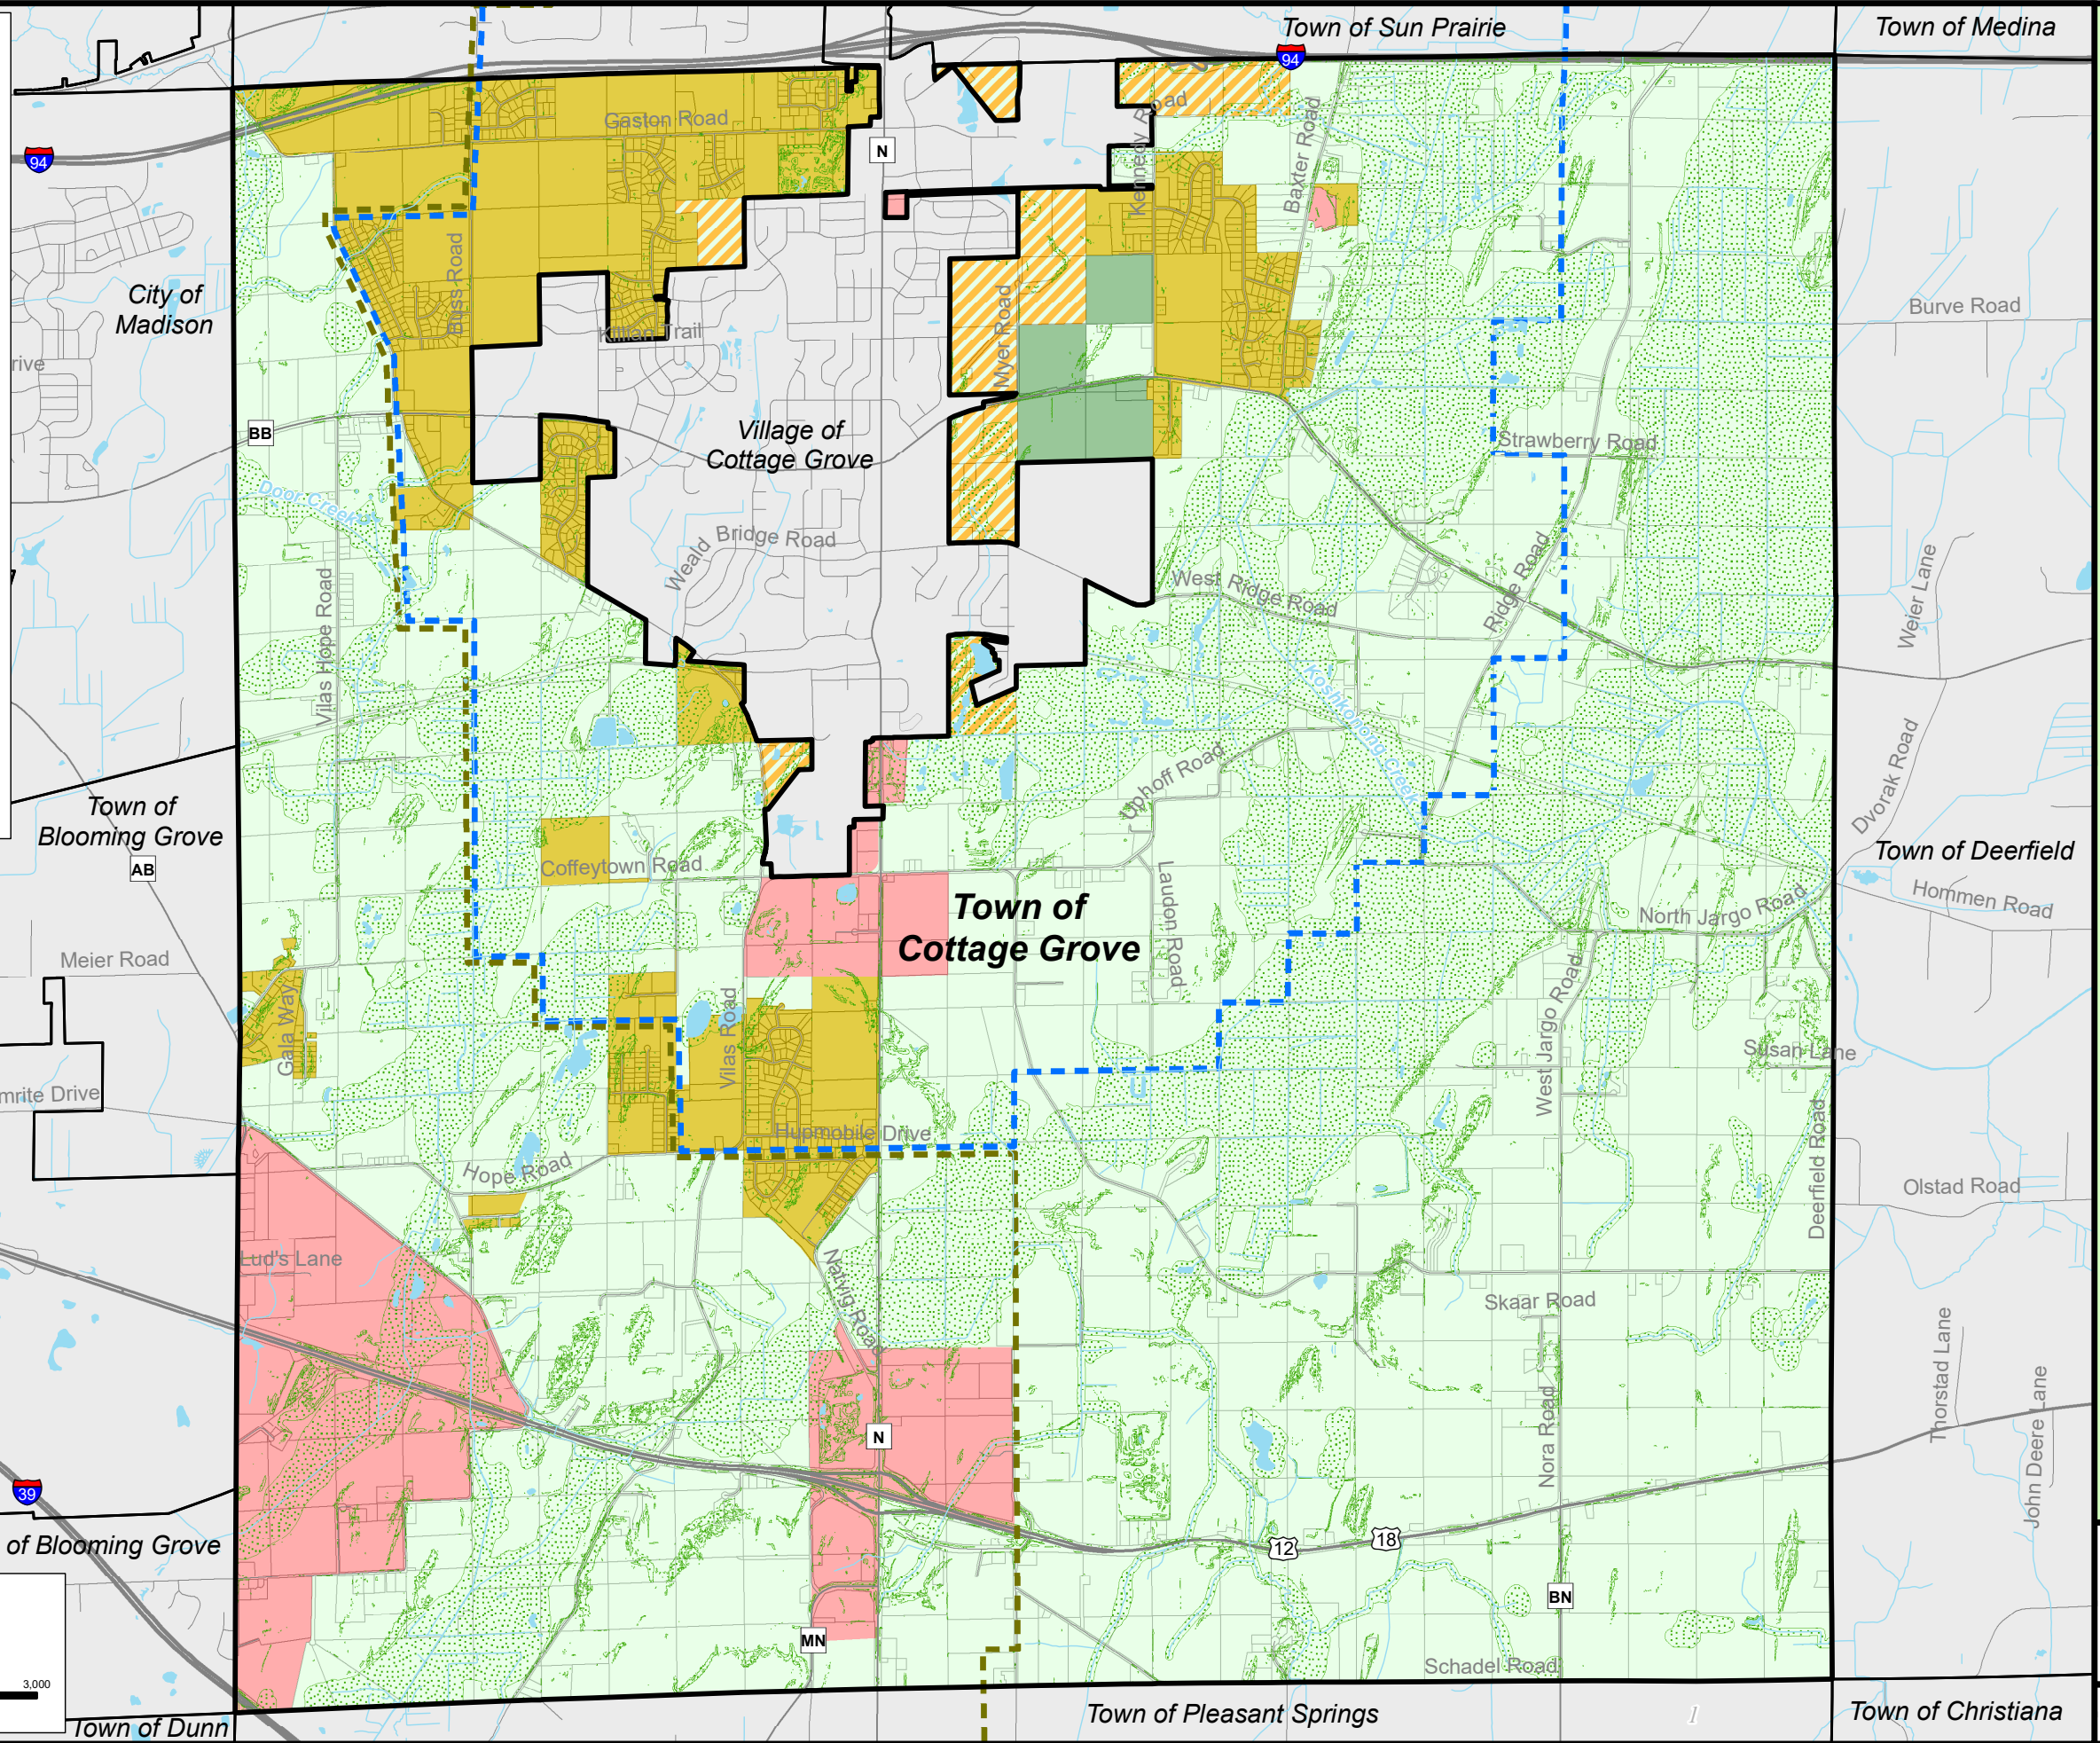 Town of Sun Prairie
Town of Medina
94
Gaston Road
Kennedy Road
Baxter Road
N
94
City of
Madison
Buss Road
Killian Trail
Myer Road
Burve Road
rive
BB
Village of
Cottage Grove
Strawberry Road
Door Creek
Weald Bridge Road
West Ridge Road
Ridge Road
Weier Lane
Vilas Hope Road
Koshkonong Creek
Uphoff Road
Dvorak Road
Town of
Blooming Grove
AB
Coffeytown Road
Laudon Road
Town of Deerfield
Hommen Road
North Jargo Road
Town of
Cottage Grove
Meier Road
Gala Way
Vilas Road
West Jargo Road
Susan Lane
mrite Drive
Hupmobile Drive
Hope Road
Deerfield Road
Olstad Road
Lud's Lane
Natvig Road
Skaar Road
Thorstad Lane
John Deere Lane
Nora Road
N
39
of Blooming Grove
12
18
BN
MN
3,000
Schadel Road
Town of Dunn
Town of Pleasant Springs
1
Town of Christiana